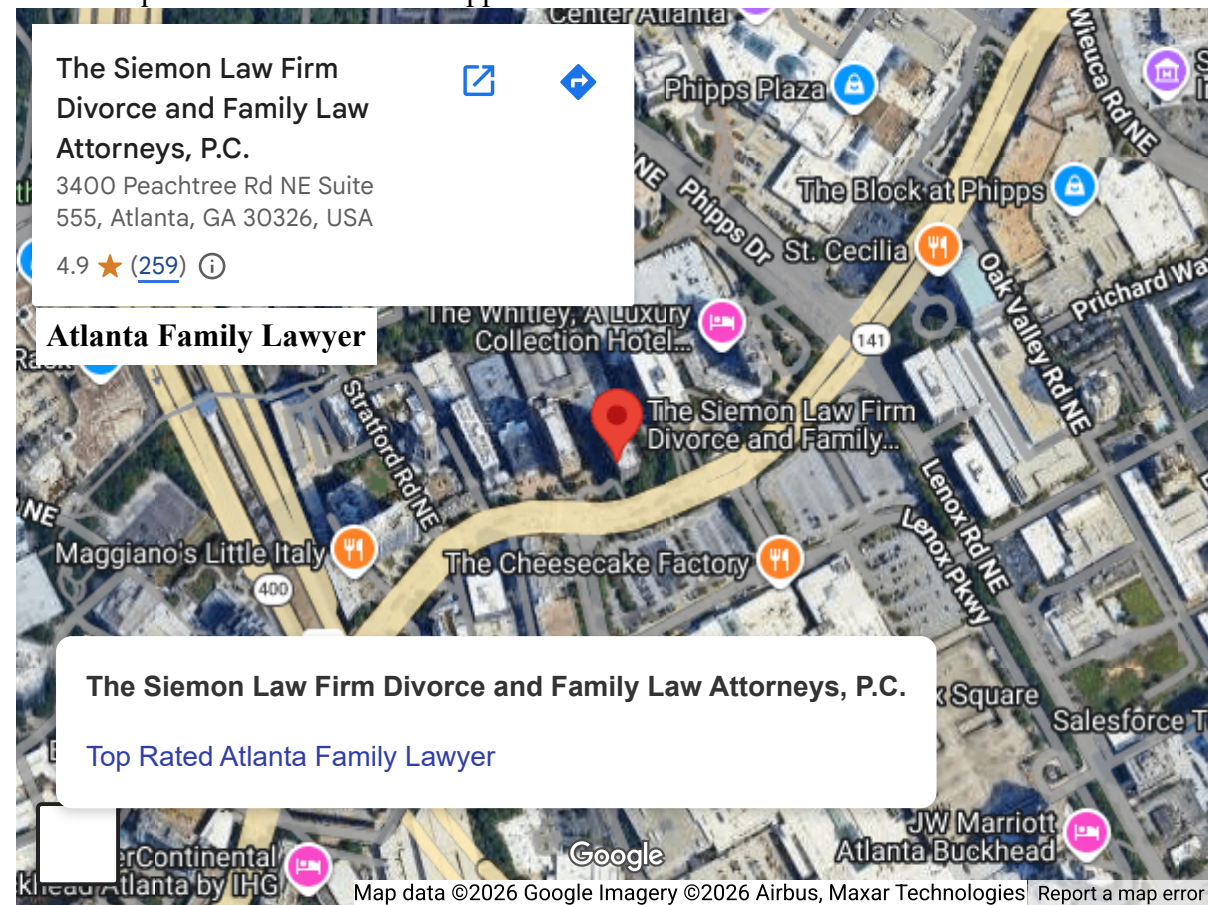 Center Atlanta
The Siemon Law Firm
Divorce and Family Law
Attorneys, P.C.
3400 Peachtree Rd NE Suite
555, Atlanta, GA 30326, USA
4.9 ★ (259)
Atlanta Family Lawyer
Phipps Plaza
Wieuca Rd NE
The Block at Phipps
NE
Phipps Dr
St. Cecilia
Oak Valley Rd NE
Prichard Wa
The Whitley, A Luxury
Collection Hotel...
141
Stratford Rd NE
The Siemon Law Firm
Divorce and Family...
NE
Lenox Rd NE
Lenox Pkwy
Maggiano's Little Italy
The Cheesecake Factory
400
The Siemon Law Firm Divorce and Family Law Attorneys, P.C.
Top Rated Atlanta Family Lawyer
Square
Salesforce T
JW Marriott
Atlanta Buckhead
erContinental
Atlanta by IHG
Google
Map data ©2026 Google Imagery ©2026 Airbus, Maxar Technologies
Report a map error